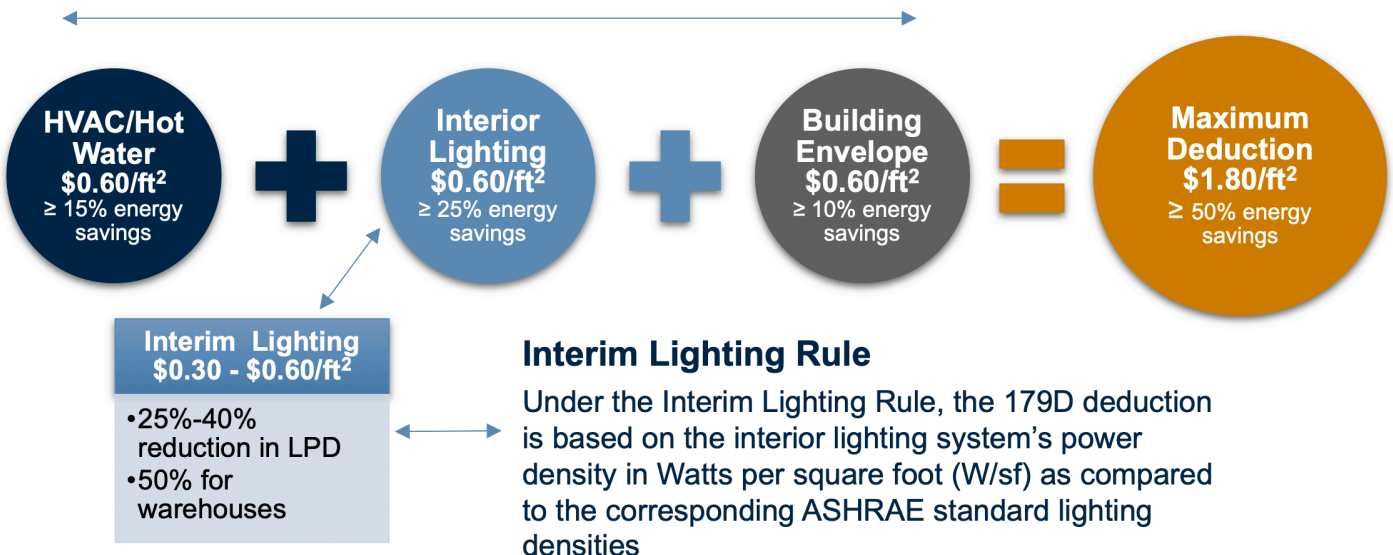 HVAC/Hot
Water
$0.60/ft²
≥ 15% energy
savings
Interior
Lighting
$0.60/ft²
≥ 25% energy
savings
Building
Envelope
$0.60/ft²
≥ 10% energy
savings
Maximum
Deduction
$1.80/ft²
≥ 50% energy
savings
Interim Lighting
$0.30 - $0.60/ft²
•25%-40%
reduction in LPD
•50% for
warehouses
Interim Lighting Rule
Under the Interim Lighting Rule, the 179D deduction
is based on the interior lighting system’s power
density in Watts per square foot (W/sf) as compared
to the corresponding ASHRAE standard lighting
densities